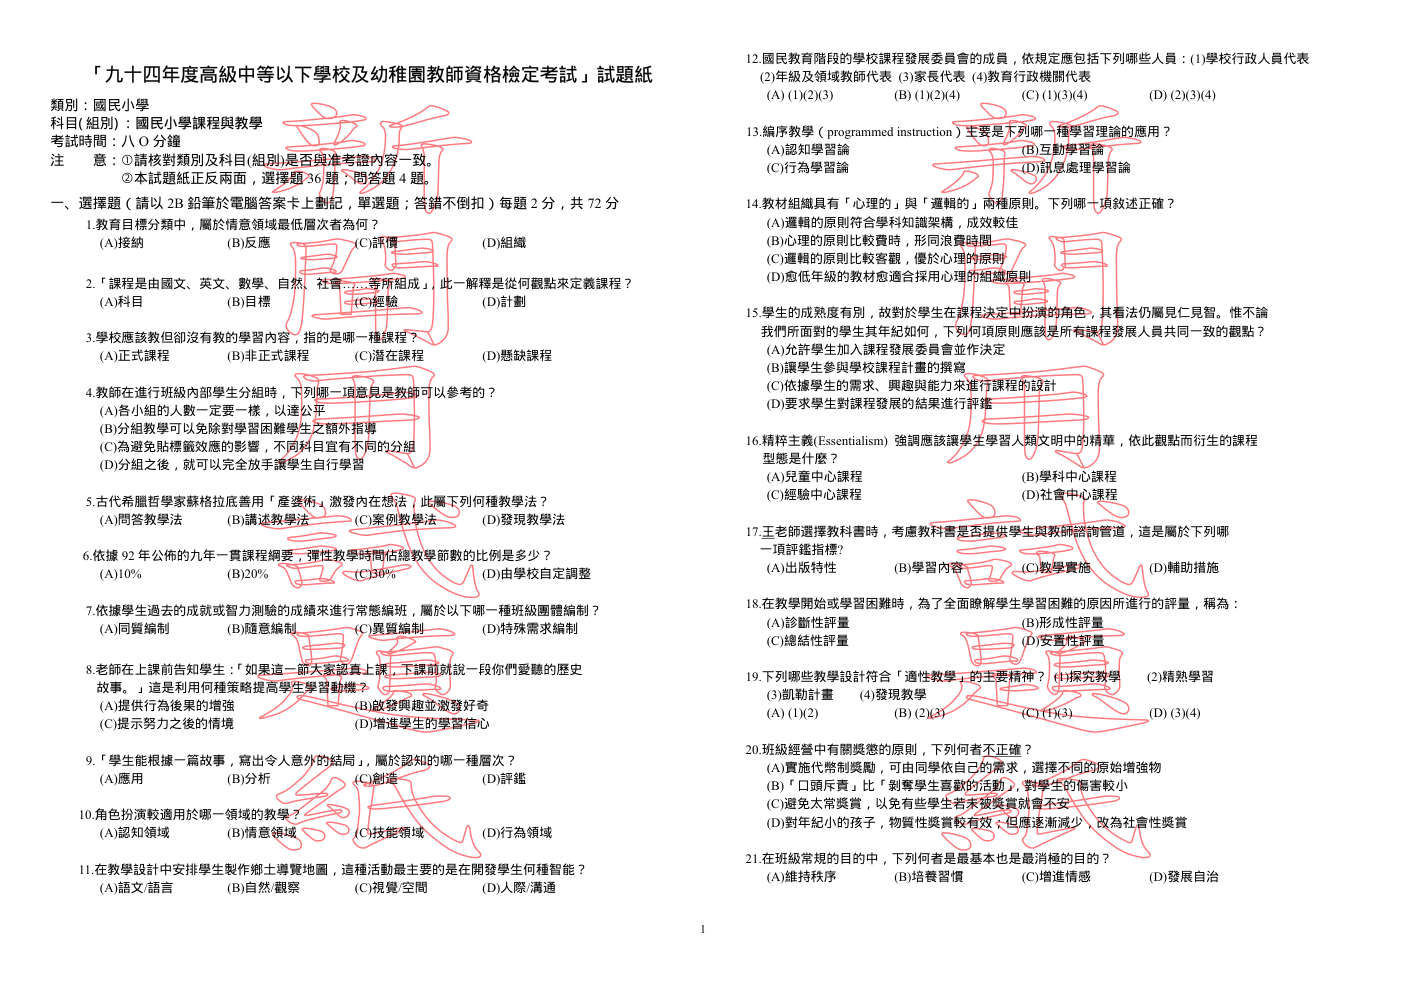 「九十四年度高級中等以下學校及幼稚園教師資格檢定考試」試題紙
類別：國民小學
科目(組別)：國民小學課程與教學
考試時間：八 O 分鐘
注　　意：①請核對類別及科目(組別)是否與准考證內容一致。
②本試題紙正反兩面，選擇題 36 題；問答題 4 題。
一、選擇題（請以 2B 鉛筆於電腦答案卡上劃記，單選題；答錯不倒扣）每題 2 分，共 72 分
1.教育目標分類中，屬於情意領域最低層次者為何？
(A)接納 (B)反應 (C)評價 (D)組織
2.「課程是由國文、英文、數學、自然、社會……等所組成」，此一解釋是從何觀點來定義課程？
(A)科目 (B)目標 (C)經驗 (D)計劃
3.學校應該教但卻沒有教的學習內容，指的是哪一種課程？
(A)正式課程 (B)非正式課程 (C)潛在課程 (D)懸缺課程
4.教師在進行班級內部學生分組時，下列哪一項意見是教師可以參考的？
(A)各小組的人數一定要一樣，以達公平
(B)分組教學可以免除對學習困難學生之額外指導
(C)為避免貼標籤效應的影響，不同科目宜有不同的分組
(D)分組之後，就可以完全放手讓學生自行學習
5.古代希臘哲學家蘇格拉底善用「產婆術」激發內在想法，此屬下列何種教學法？
(A)問答教學法 (B)講述教學法 (C)案例教學法 (D)發現教學法
6.依據 92 年公佈的九年一貫課程綱要，彈性教學時間佔總教學節數的比例是多少？
(A)10% (B)20% (C)30% (D)由學校自定調整
7.依據學生過去的成就或智力測驗的成績來進行常態編班，屬於以下哪一種班級團體編制？
(A)同質編制 (B)隨意編制 (C)異質編制 (D)特殊需求編制
8.老師在上課前告知學生：「如果這一節大家認真上課，下課前就說一段你們愛聽的歷史
故事。」這是利用何種策略提高學生學習動機？
(A)提供行為後果的增強 (B)啟發興趣並激發好奇
(C)提示努力之後的情境 (D)增進學生的學習信心
9.「學生能根據一篇故事，寫出令人意外的結局」，屬於認知的哪一種層次？
(A)應用 (B)分析 (C)創造 (D)評鑑
10.角色扮演較適用於哪一領域的教學？
(A)認知領域 (B)情意領域 (C)技能領域 (D)行為領域
11.在教學設計中安排學生製作鄉土導覽地圖，這種活動最主要的是在開發學生何種智能？
(A)語文/語言 (B)自然/觀察 (C)視覺/空間 (D)人際/溝通
12.國民教育階段的學校課程發展委員會的成員，依規定應包括下列哪些人員：(1)學校行政人員代表
(2)年級及領域教師代表 (3)家長代表 (4)教育行政機關代表
(A) (1)(2)(3) (B) (1)(2)(4) (C) (1)(3)(4) (D) (2)(3)(4)
13.編序教學（programmed instruction）主要是下列哪一種學習理論的應用？
(A)認知學習論 (B)互動學習論
(C)行為學習論 (D)訊息處理學習論
14.教材組織具有「心理的」與「邏輯的」兩種原則。下列哪一項敘述正確？
(A)邏輯的原則符合學科知識架構，成效較佳
(B)心理的原則比較費時，形同浪費時間
(C)邏輯的原則比較客觀，優於心理的原則
(D)愈低年級的教材愈適合採用心理的組織原則
15.學生的成熟度有別，故對於學生在課程決定中扮演的角色，其看法仍屬見仁見智。惟不論
我們所面對的學生其年紀如何，下列何項原則應該是所有課程發展人員共同一致的觀點？
(A)允許學生加入課程發展委員會並作決定
(B)讓學生參與學校課程計畫的撰寫
(C)依據學生的需求、興趣與能力來進行課程的設計
(D)要求學生對課程發展的結果進行評鑑
16.精粹主義(Essentialism) 強調應該讓學生學習人類文明中的精華，依此觀點而衍生的課程
型態是什麼？
(A)兒童中心課程 (B)學科中心課程
(C)經驗中心課程 (D)社會中心課程
17.王老師選擇教科書時，考慮教科書是否提供學生與教師諮詢管道，這是屬於下列哪
一項評鑑指標?
(A)出版特性 (B)學習內容 (C)教學實施 (D)輔助措施
18.在教學開始或學習困難時，為了全面瞭解學生學習困難的原因所進行的評量，稱為：
(A)診斷性評量 (B)形成性評量
(C)總結性評量 (D)安置性評量
19.下列哪些教學設計符合「適性教學」的主要精神？ (1)探究教學 (2)精熟學習
(3)凱勒計畫 (4)發現教學
(A) (1)(2) (B) (2)(3) (C) (1)(3) (D) (3)(4)
20.班級經營中有關獎懲的原則，下列何者不正確？
(A)實施代幣制獎勵，可由同學依自己的需求，選擇不同的原始增強物
(B)「口頭斥責」比「剝奪學生喜歡的活動」，對學生的傷害較小
(C)避免太常獎賞，以免有些學生若未被獎賞就會不安
(D)對年紀小的孩子，物質性獎賞較有效；但應逐漸減少，改為社會性獎賞
21.在班級常規的目的中，下列何者是最基本也是最消極的目的？
(A)維持秩序 (B)培養習慣 (C)增進情感 (D)發展自治
1
新聞用試題紙
新聞用試題紙